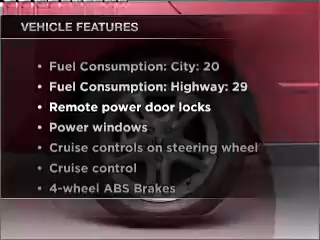 VEHICLE FEATURES
• Fuel Consumption: City: 20
• Fuel Consumption: Highway: 29
• Remote power door locks
• Power windows
• Cruise controls on steering wheel
• Cruise control
• 4-wheel ABS Brakes